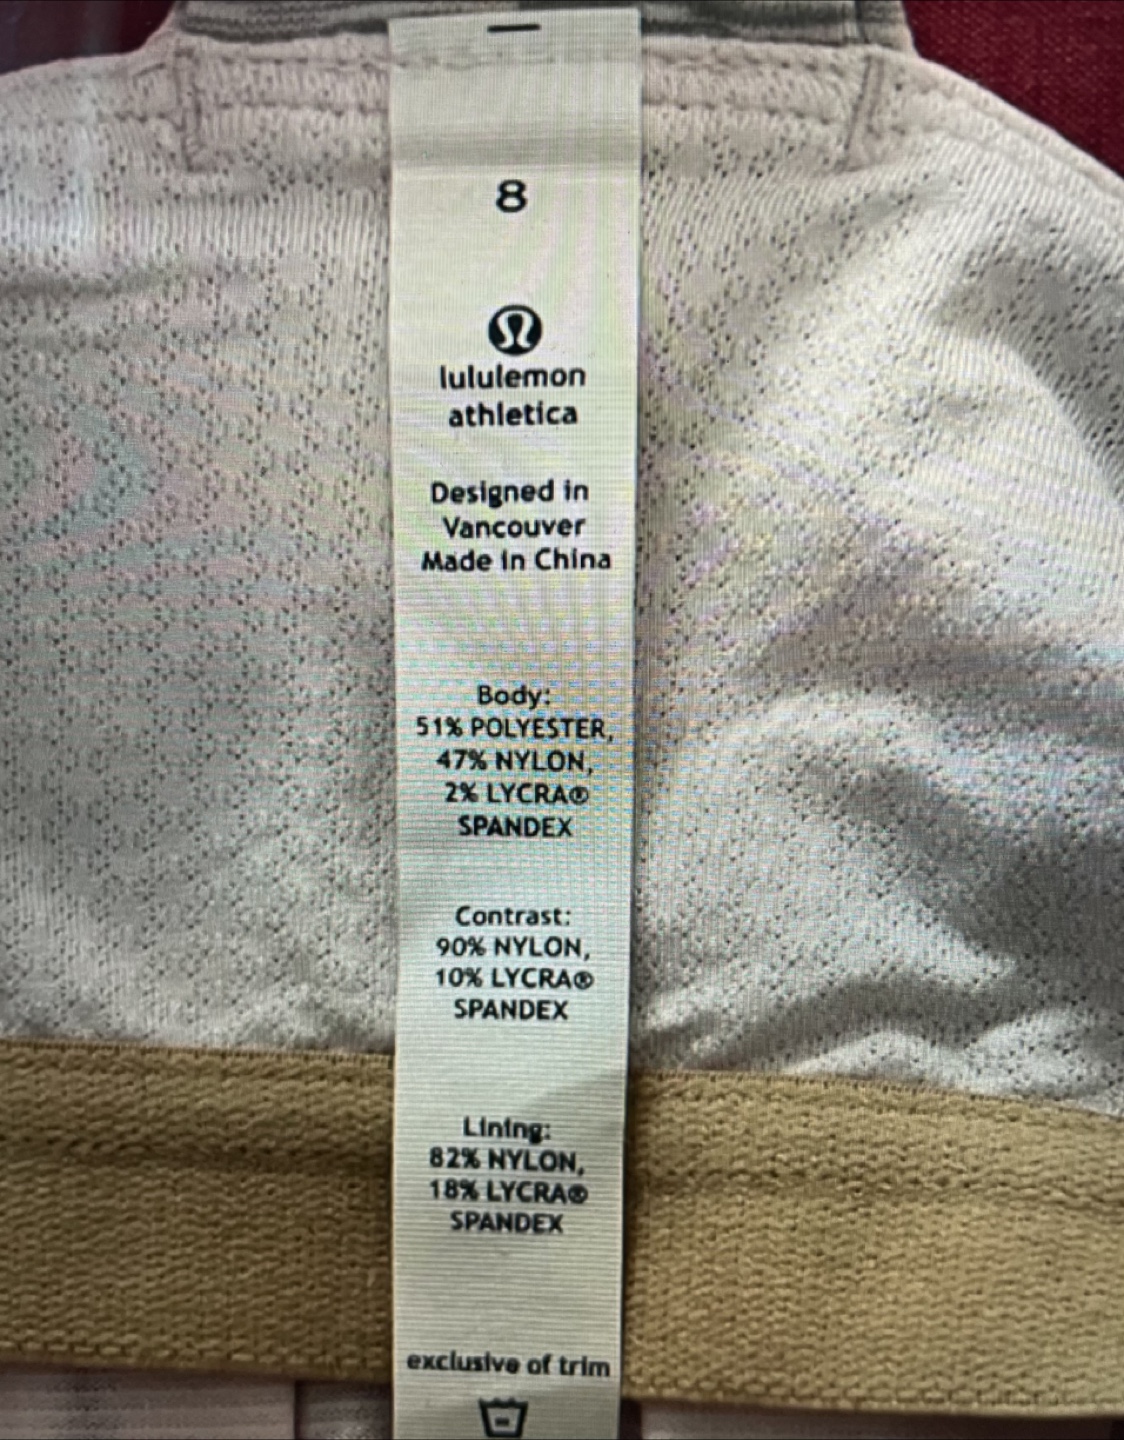 8
lululemon
athletica
Designed in
Vancouver
Made in China
Body:
51% POLYESTER,
47% NYLON,
2% LYCRA®
SPANDEX
Contrast:
90% NYLON,
10% LYCRA®
SPANDEX
Lining:
82% NYLON,
18% LYCRA®
SPANDEX
exclusive of trim